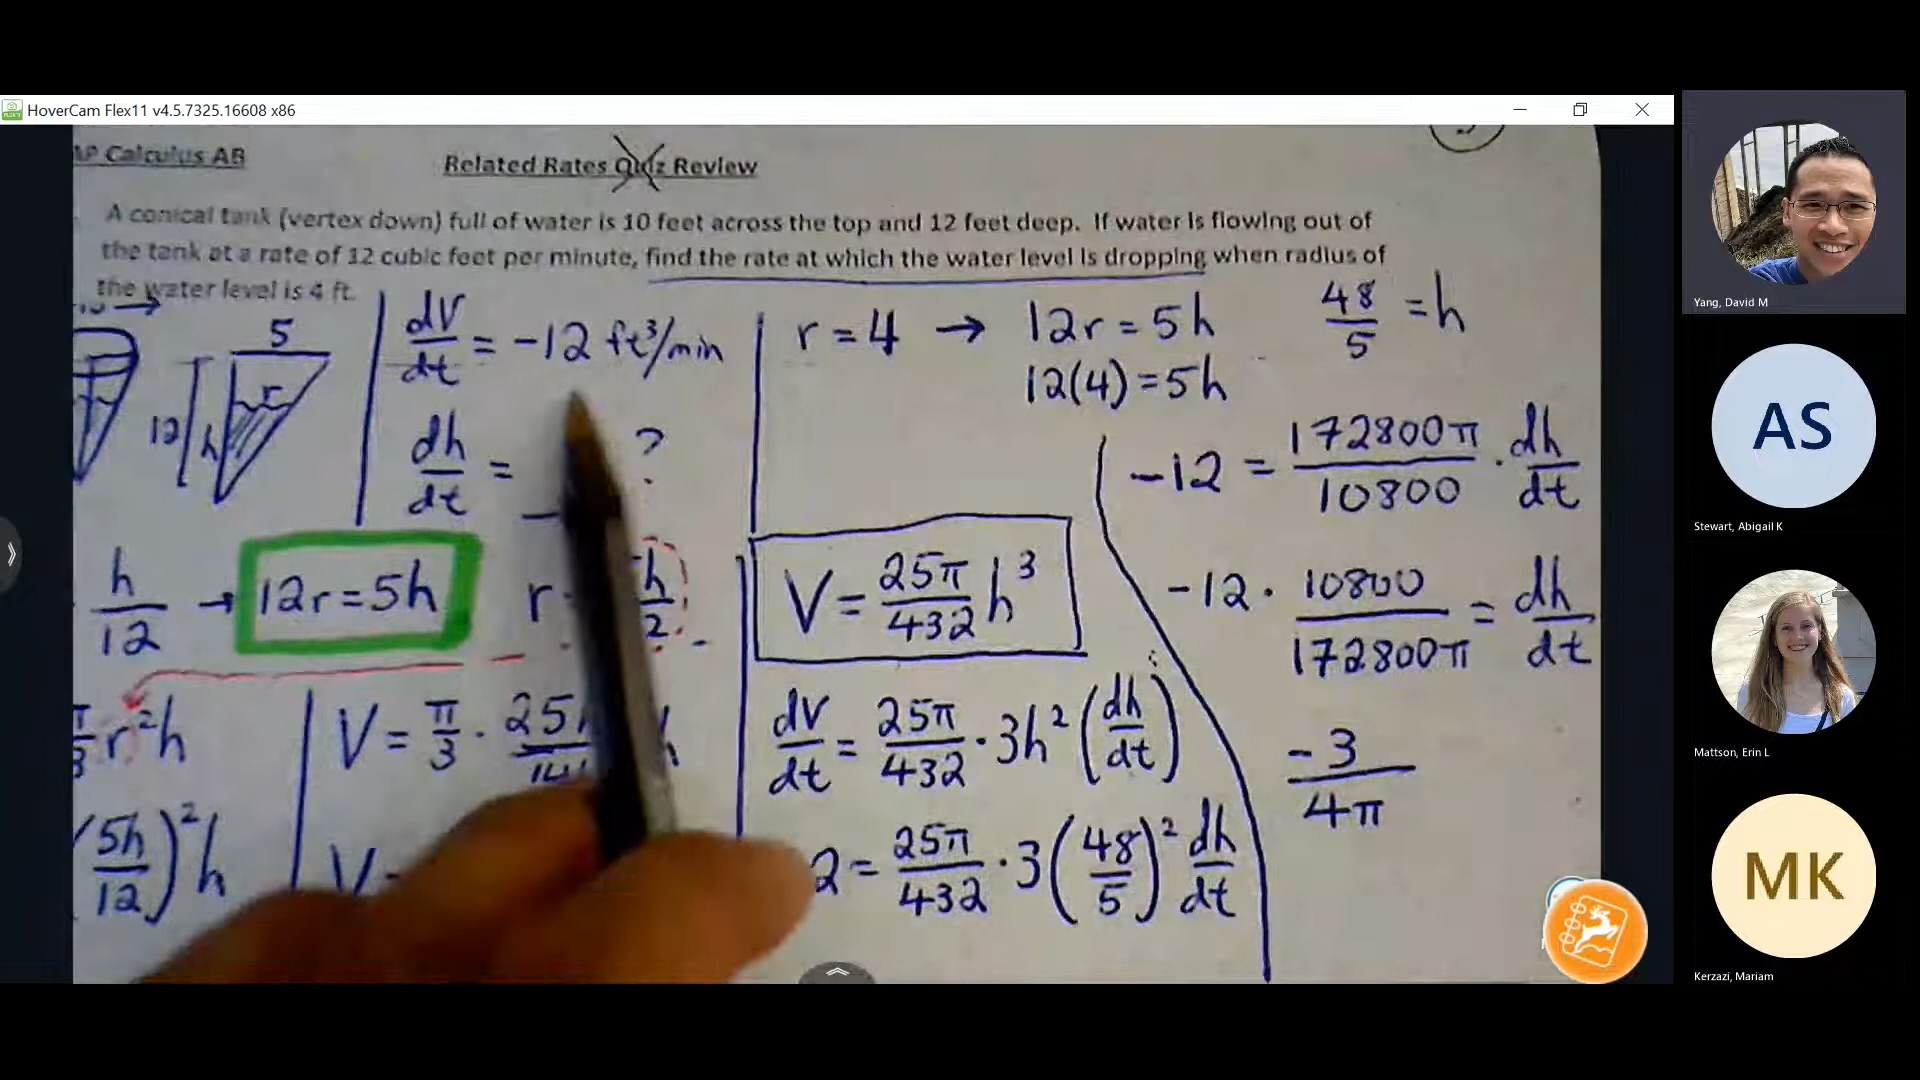 HoverCam Flex11 v4.5.7325.16608 x86
AP Calculus AB
Related Rates Quiz Review
A conical tank (vertex down) full of water is 10 feet across the top and 12 feet deep. If water is flowing out of
the tank at a rate of 12 cubic feet per minute, find the rate at which the water level is dropping when radius of
the water level is 4 ft.
5
r
12
h
dV/dt = -12 ft³/min
dh/dt = ?
r = 4 → 12r = 5h
12(4) = 5h
48/5 = h
-12 = 172800π/10800 · dh/dt
-12 · 10800/172800π = dh/dt
-3/4π
h/12 → 12r = 5h
V = 25π/432 h³
r²h
V = π/3 ·
(5h/12)²h
V
dV/dt = 25π/432 · 3h² (dh/dt)
2 = 25π/432 · 3(48/5)² dh/dt
Yang, David M
AS
Stewart, Abigail K
Mattson, Erin L
MK
Kerzazi, Mariam